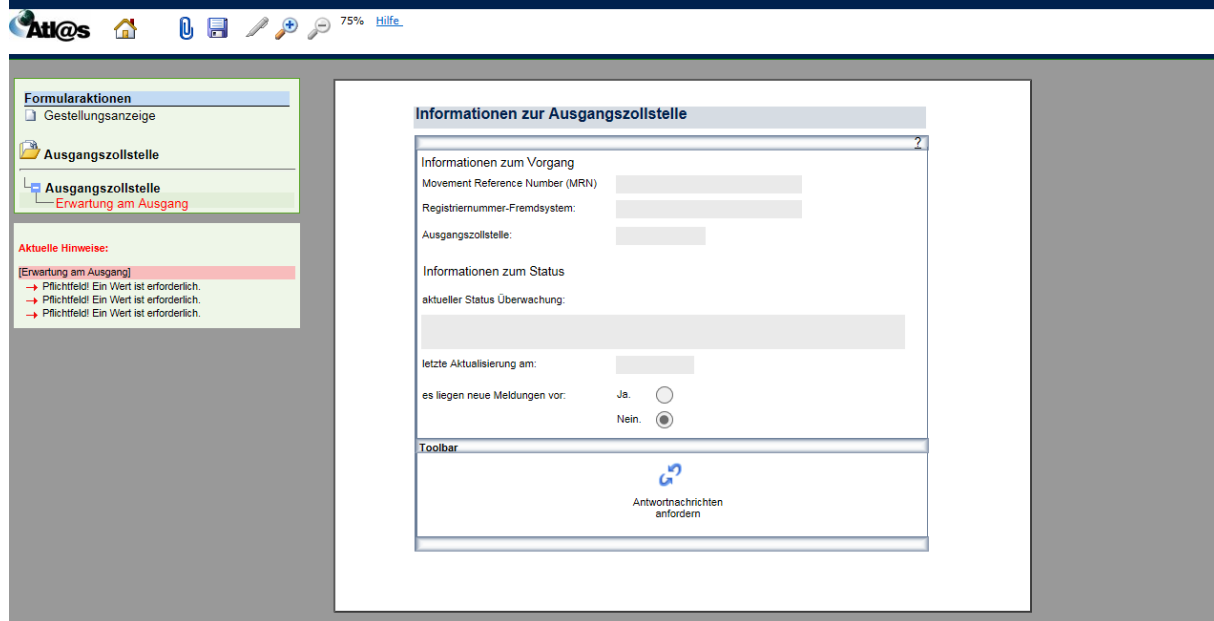 Atl@s
75% Hilfe
Formularaktionen
Gestellungsanzeige
Ausgangszollstelle
Ausgangszollstelle
Erwartung am Ausgang
Aktuelle Hinweise:
[Erwartung am Ausgang]
Pflichtfeld! Ein Wert ist erforderlich.
Pflichtfeld! Ein Wert ist erforderlich.
Pflichtfeld! Ein Wert ist erforderlich.
Informationen zur Ausgangszollstelle
?
Informationen zum Vorgang
Movement Reference Number (MRN)
Registriernummer-Fremdsystem:
Ausgangszollstelle:
Informationen zum Status
aktueller Status Überwachung:
letzte Aktualisierung am:
es liegen neue Meldungen vor: Ja.
Nein.
Toolbar
Antwortnachrichten
anfordern